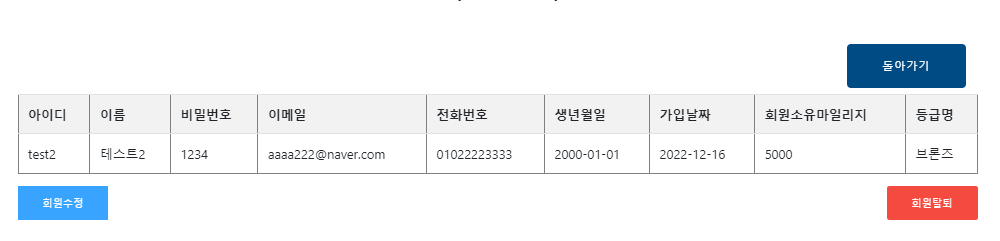 돌아가기
아이디 이름 비밀번호 이메일 전화번호 생년월일 가입날짜 회원소유마일리지 등급명
test2 테스트2 1234 aaaa222@naver.com 01022223333 2000-01-01 2022-12-16 5000 브론즈
회원수정 회원탈퇴